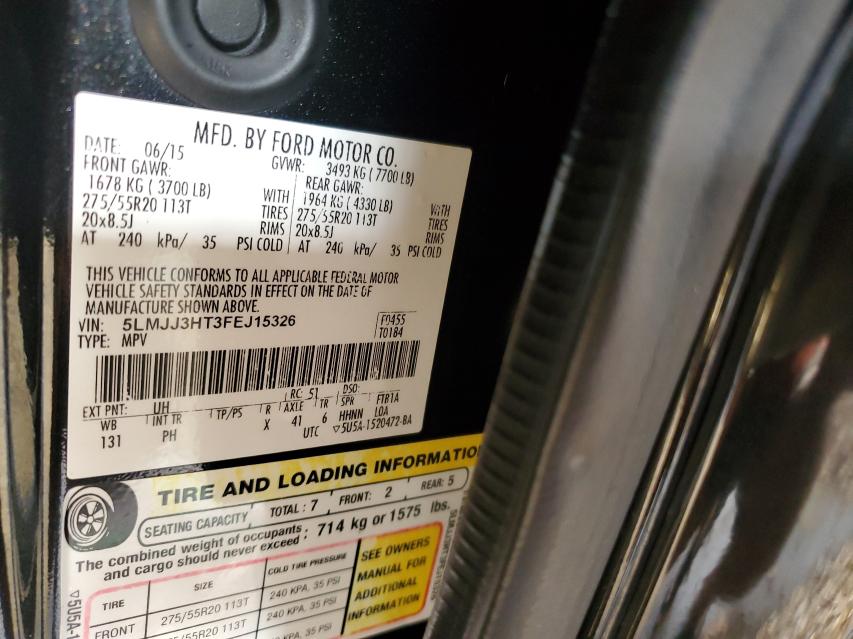 MFD. BY FORD MOTOR CO.
DATE: 06/15 GVWR: 3493 KG ( 7700 LB)
FRONT GAWR: REAR GAWR:
1678 KG ( 3700 LB) WITH 1964 KG ( 4330 LB) WITH
275/55R20 113T TIRES 275/55R20 113T TIRES
20x8.5J RIMS 20x8.5J RIMS
AT 240 kPa/ 35 PSI COLD AT 240 kPa/ 35 PSI COLD
THIS VEHICLE CONFORMS TO ALL APPLICABLE FEDERAL MOTOR
VEHICLE SAFETY STANDARDS IN EFFECT ON THE DATE OF
MANUFACTURE SHOWN ABOVE.
VIN: 5LMJJ3HT3FEJ15326 F0455
TYPE: MPV T0184
RC: 51 DSO:
EXT PNT: UH FTR1A
WB INT TR TP/PS R AXLE TR SPR LOA
131 PH X 41 6 HHNN
UTC ▽5U5A-1520472-BA
TIRE AND LOADING INFORMATIO
SEATING CAPACITY TOTAL : 7 FRONT: 2 REAR: 5
The combined weight of occupants
and cargo should never exceed : 714 kg or 1575 lbs.
TIRE SIZE COLD TIRE PRESSURE
FRONT 275/55R20 113T 240 KPA, 35 PSI
240 KPA, 35 PSI
SEE OWNERS
MANUAL FOR
ADDITIONAL
INFORMATION